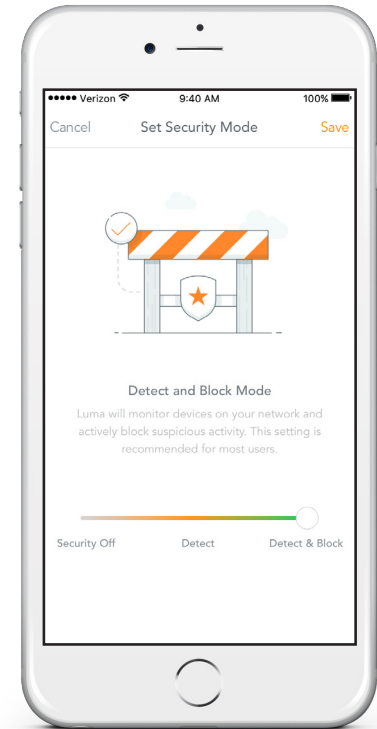 Verizon 9:40 AM 100%
Cancel Set Security Mode Save
Detect and Block Mode
Luma will monitor devices on your network and
actively block suspicious activity. This setting is
recommended for most users.
Security Off Detect Detect & Block